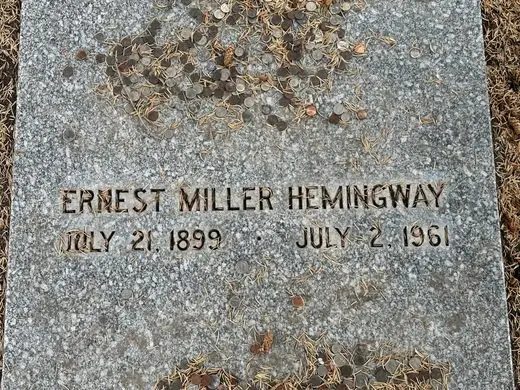 ERNEST MILLER HEMINGWAY
JULY 21. 1899 · JULY 2. 1961